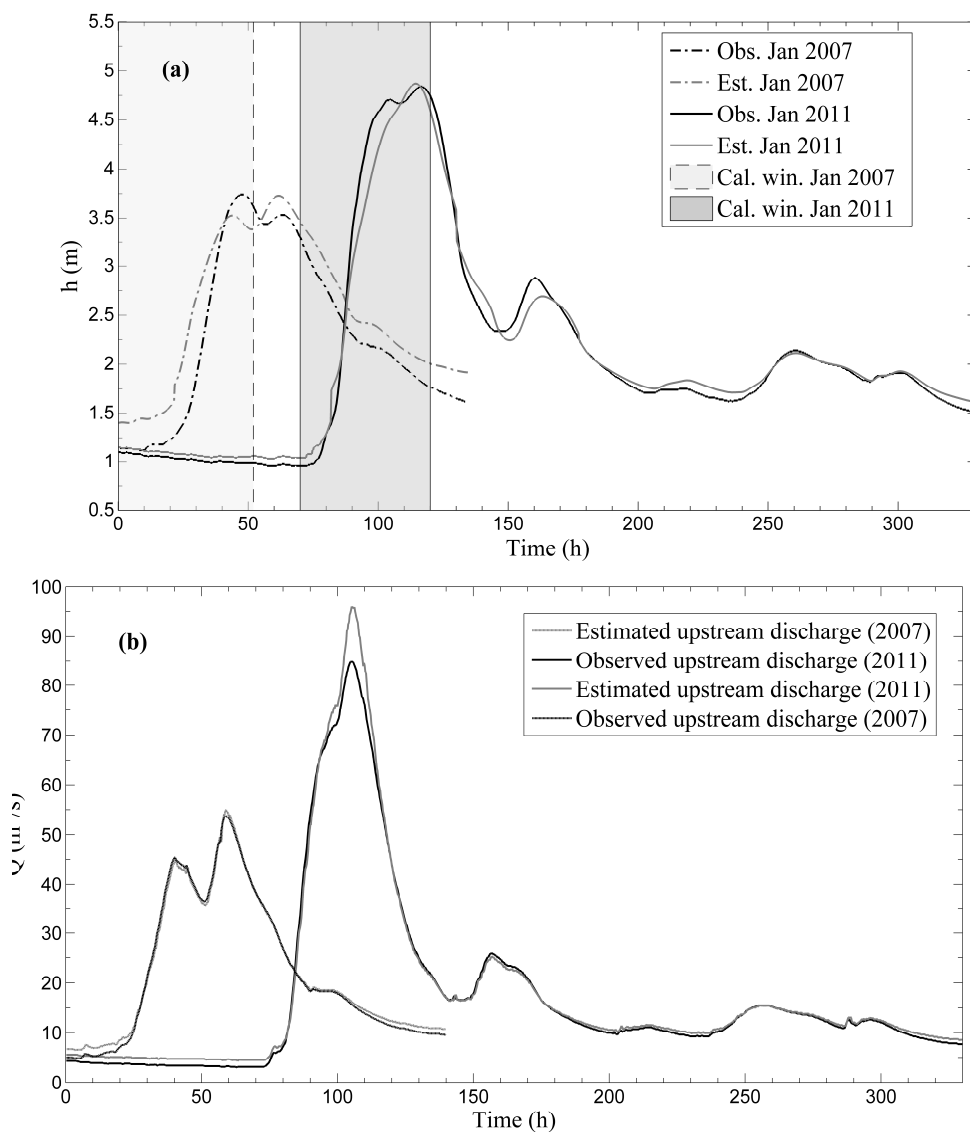 5.5
5
4.5
4
3.5
3
2.5
2
1.5
1
0.5
h (m)
(a)
Obs. Jan 2007
Est. Jan 2007
Obs. Jan 2011
Est. Jan 2011
Cal. win. Jan 2007
Cal. win. Jan 2011
0 50 100 150 200 250 300
Time (h)
100
90
80
70
60
50
40
30
20
10
0
(b)
Estimated upstream discharge (2007)
Observed upstream discharge (2011)
Estimated upstream discharge (2011)
Observed upstream discharge (2007)
0 50 100 150 200 250 300
Time (h)